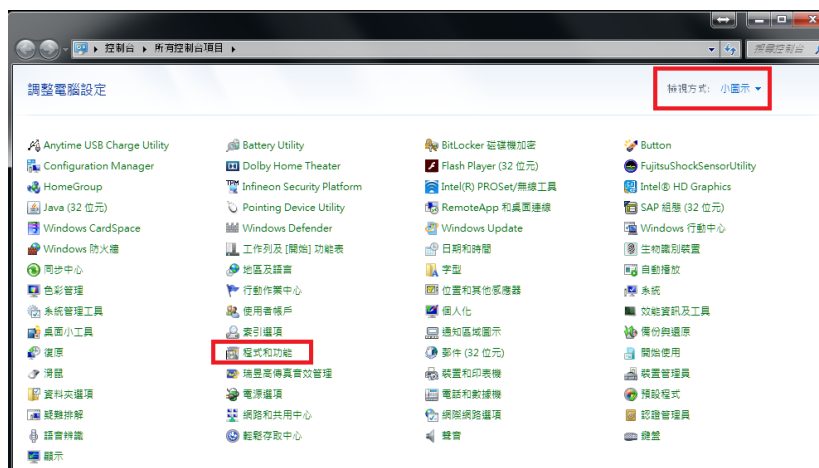 控制台 ▸ 所有控制台項目 ▸
搜尋控制台
調整電腦設定
檢視方式: 小圖示
Anytime USB Charge Utility
Battery Utility
BitLocker 磁碟機加密
Button
Configuration Manager
Dolby Home Theater
Flash Player (32 位元)
FujitsuShockSensorUtility
HomeGroup
Infineon Security Platform
Intel(R) PROSet/無線工具
Intel® HD Graphics
Java (32 位元)
Pointing Device Utility
RemoteApp 和桌面連線
SAP 組態 (32 位元)
Windows CardSpace
Windows Defender
Windows Update
Windows 行動中心
Windows 防火牆
工作列及 [開始] 功能表
日期和時間
生物識別裝置
同步中心
地區及語言
字型
自動播放
色彩管理
行動作業中心
位置和其他感應器
系統
系統管理工具
使用者帳戶
個人化
效能資訊及工具
桌面小工具
索引選項
通知區域圖示
備份與還原
復原
程式和功能
郵件 (32 位元)
開始使用
滑鼠
瑞昱高傳真音效管理
裝置和印表機
裝置管理員
資料夾選項
電源選項
電話和數據機
預設程式
疑難排解
網路和共用中心
網際網路選項
認證管理員
語音辨識
輕鬆存取中心
聲音
鍵盤
顯示